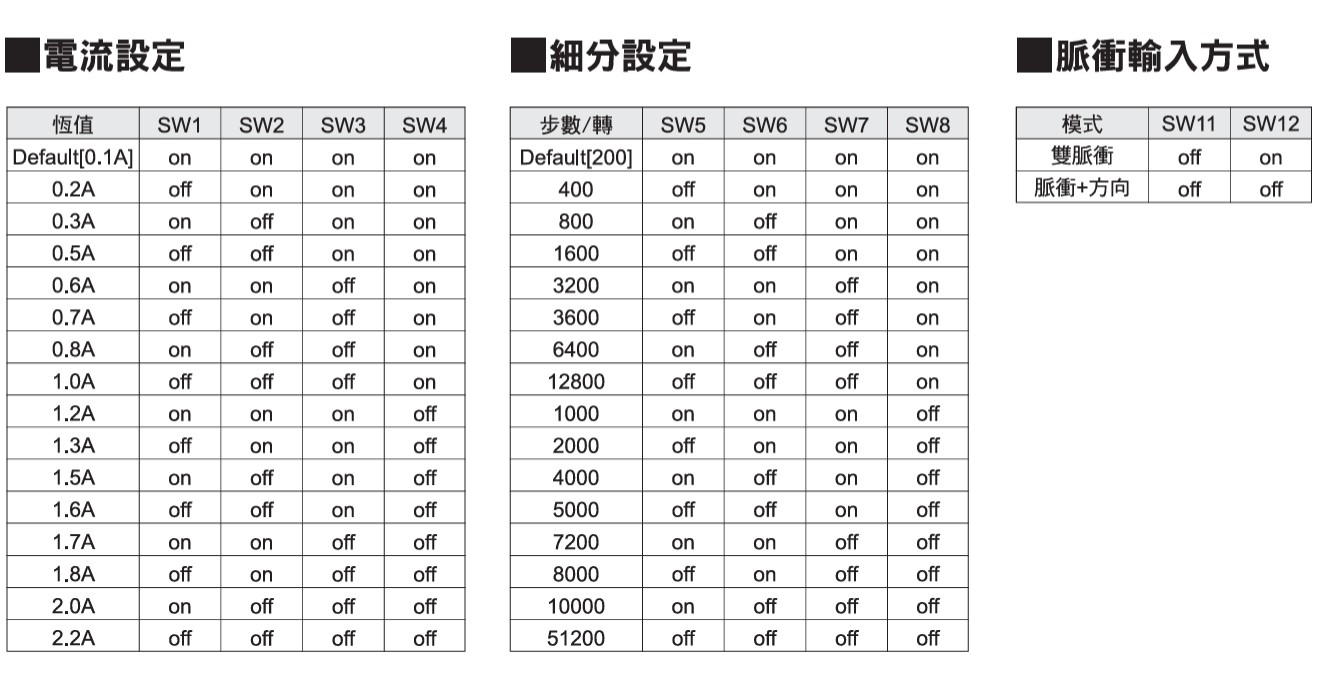 ■電流設定
恆值 SW1 SW2 SW3 SW4
Default[0.1A] on on on on
0.2A off on on on
0.3A on off on on
0.5A off off on on
0.6A on on off on
0.7A off on off on
0.8A on off off on
1.0A off off off on
1.2A on on on off
1.3A off on on off
1.5A on off on off
1.6A off off on off
1.7A on on off off
1.8A off on off off
2.0A on off off off
2.2A off off off off
■細分設定
步數/轉 SW5 SW6 SW7 SW8
Default[200] on on on on
400 off on on on
800 on off on on
1600 off off on on
3200 on on off on
3600 off on off on
6400 on off off on
12800 off off off on
1000 on on on off
2000 off on on off
4000 on off on off
5000 off off on off
7200 on on off off
8000 off on off off
10000 on off off off
51200 off off off off
■脈衝輸入方式
模式 SW11 SW12
雙脈衝 off on
脈衝+方向 off off